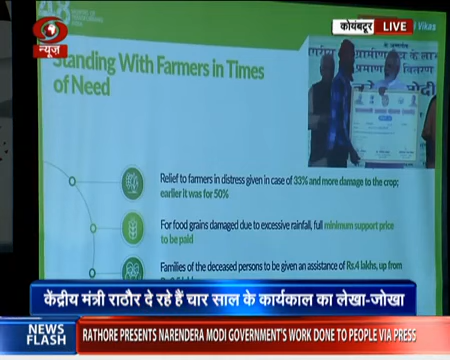 48
न्यूज़
कोयंबटूर LIVE
Vikas
Standing With Farmers in Times
of Need
प्रमाण वितरण
Relief to farmers in distress given in case of 33% and more damage to the crop;
earlier it was for 50%
For food grains damaged due to excessive rainfall, full minimum support price
to be paid
Families of the deceased persons to be given an assistance of Rs.4 lakhs, up from
केंद्रीय मंत्री राठौर दे रहे हैं चार साल के कार्यकाल का लेखा-जोखा
NEWS
FLASH
RATHORE PRESENTS NARENDERA MODI GOVERNMENT'S WORK DONE TO PEOPLE VIA PRESS